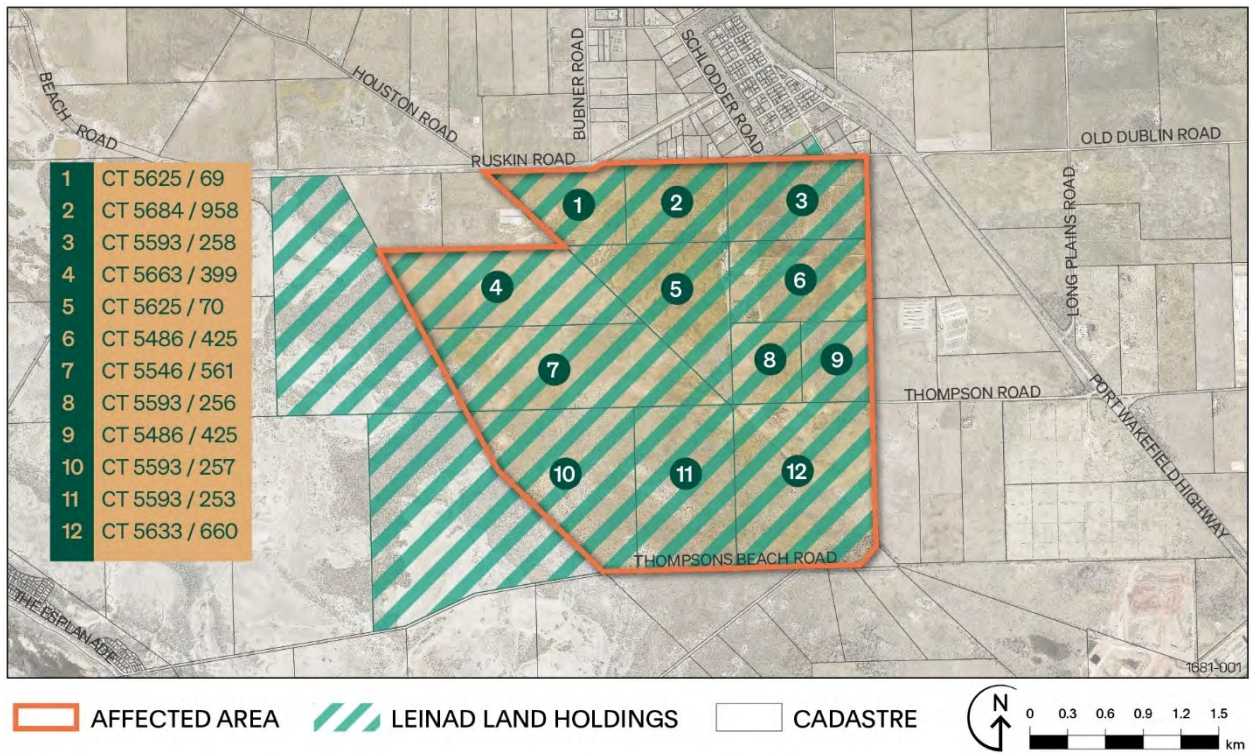 BEACH ROAD
HOUSTON ROAD
BUBNER ROAD
SCHLODDER ROAD
RUSKIN ROAD
OLD DUBLIN ROAD
LONG PLAINS ROAD
1 CT 5625 / 69
2 CT 5684 / 958
3 CT 5593 / 258
4 CT 5663 / 399
5 CT 5625 / 70
6 CT 5486 / 425
7 CT 5546 / 561
8 CT 5593 / 256
9 CT 5486 / 425
10 CT 5593 / 257
11 CT 5593 / 253
12 CT 5633 / 660
1 2 3
4 5 6
7 8 9
10 11 12
THOMPSON ROAD
PORT WAKEFIELD HIGHWAY
THOMPSONS BEACH ROAD
THE ESPLANADE
1681-001
AFFECTED AREA LEINAD LAND HOLDINGS CADASTRE
N
0 0.3 0.6 0.9 1.2 1.5
km